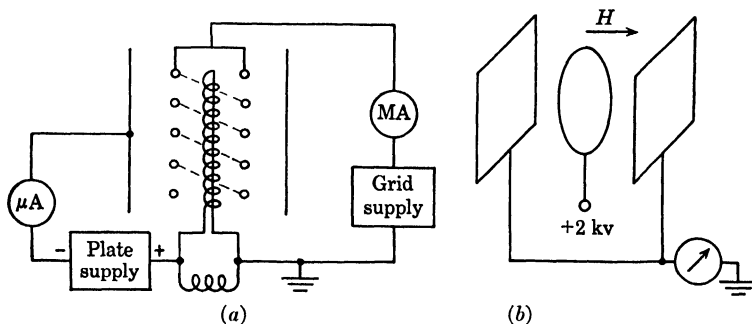 H
MA
μA
Grid
supply
+2 kv
− Plate +
supply
(a)
(b)